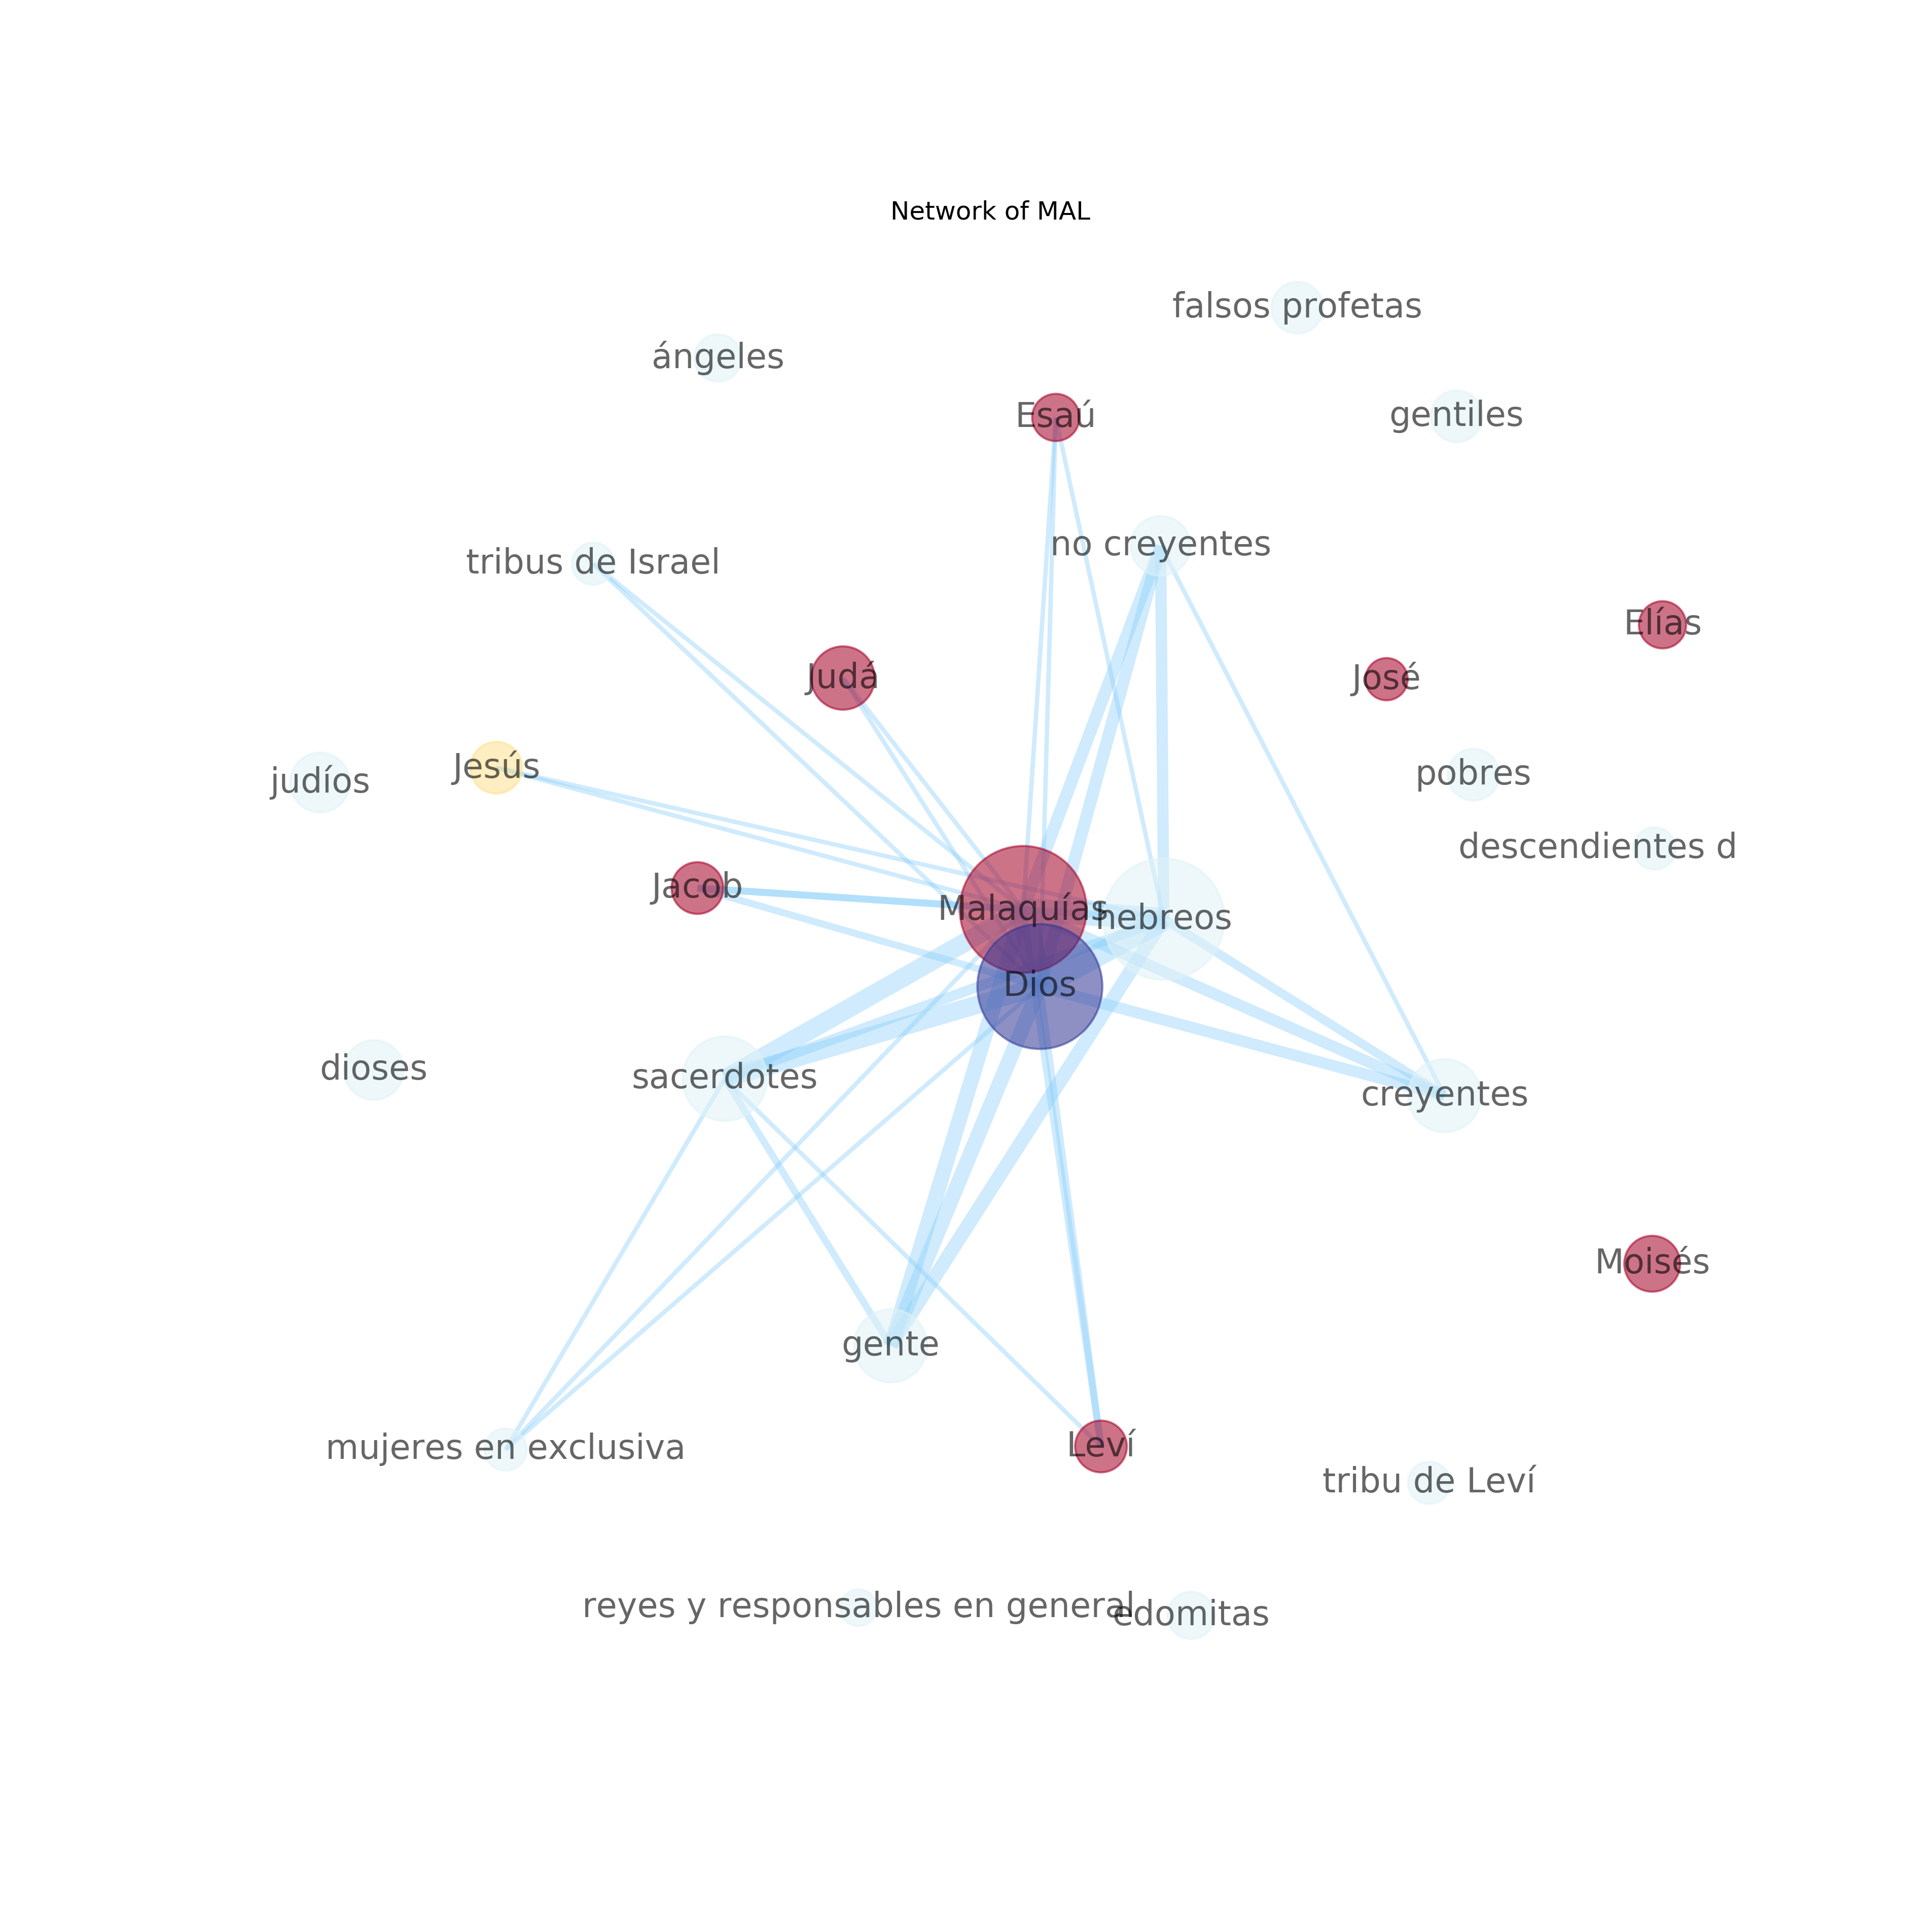 Network of MAL
falsos profetas
ángeles
Esaú
gentiles
no creyentes
tribus de Israel
Elías
Judá
José
Jesús
judíos
pobres
descendientes d
Jacob
Malaquías
hebreos
Dios
dioses
sacerdotes
creyentes
Moisés
gente
mujeres en exclusiva
Leví
tribu de Leví
reyes y responsables en general
edomitas